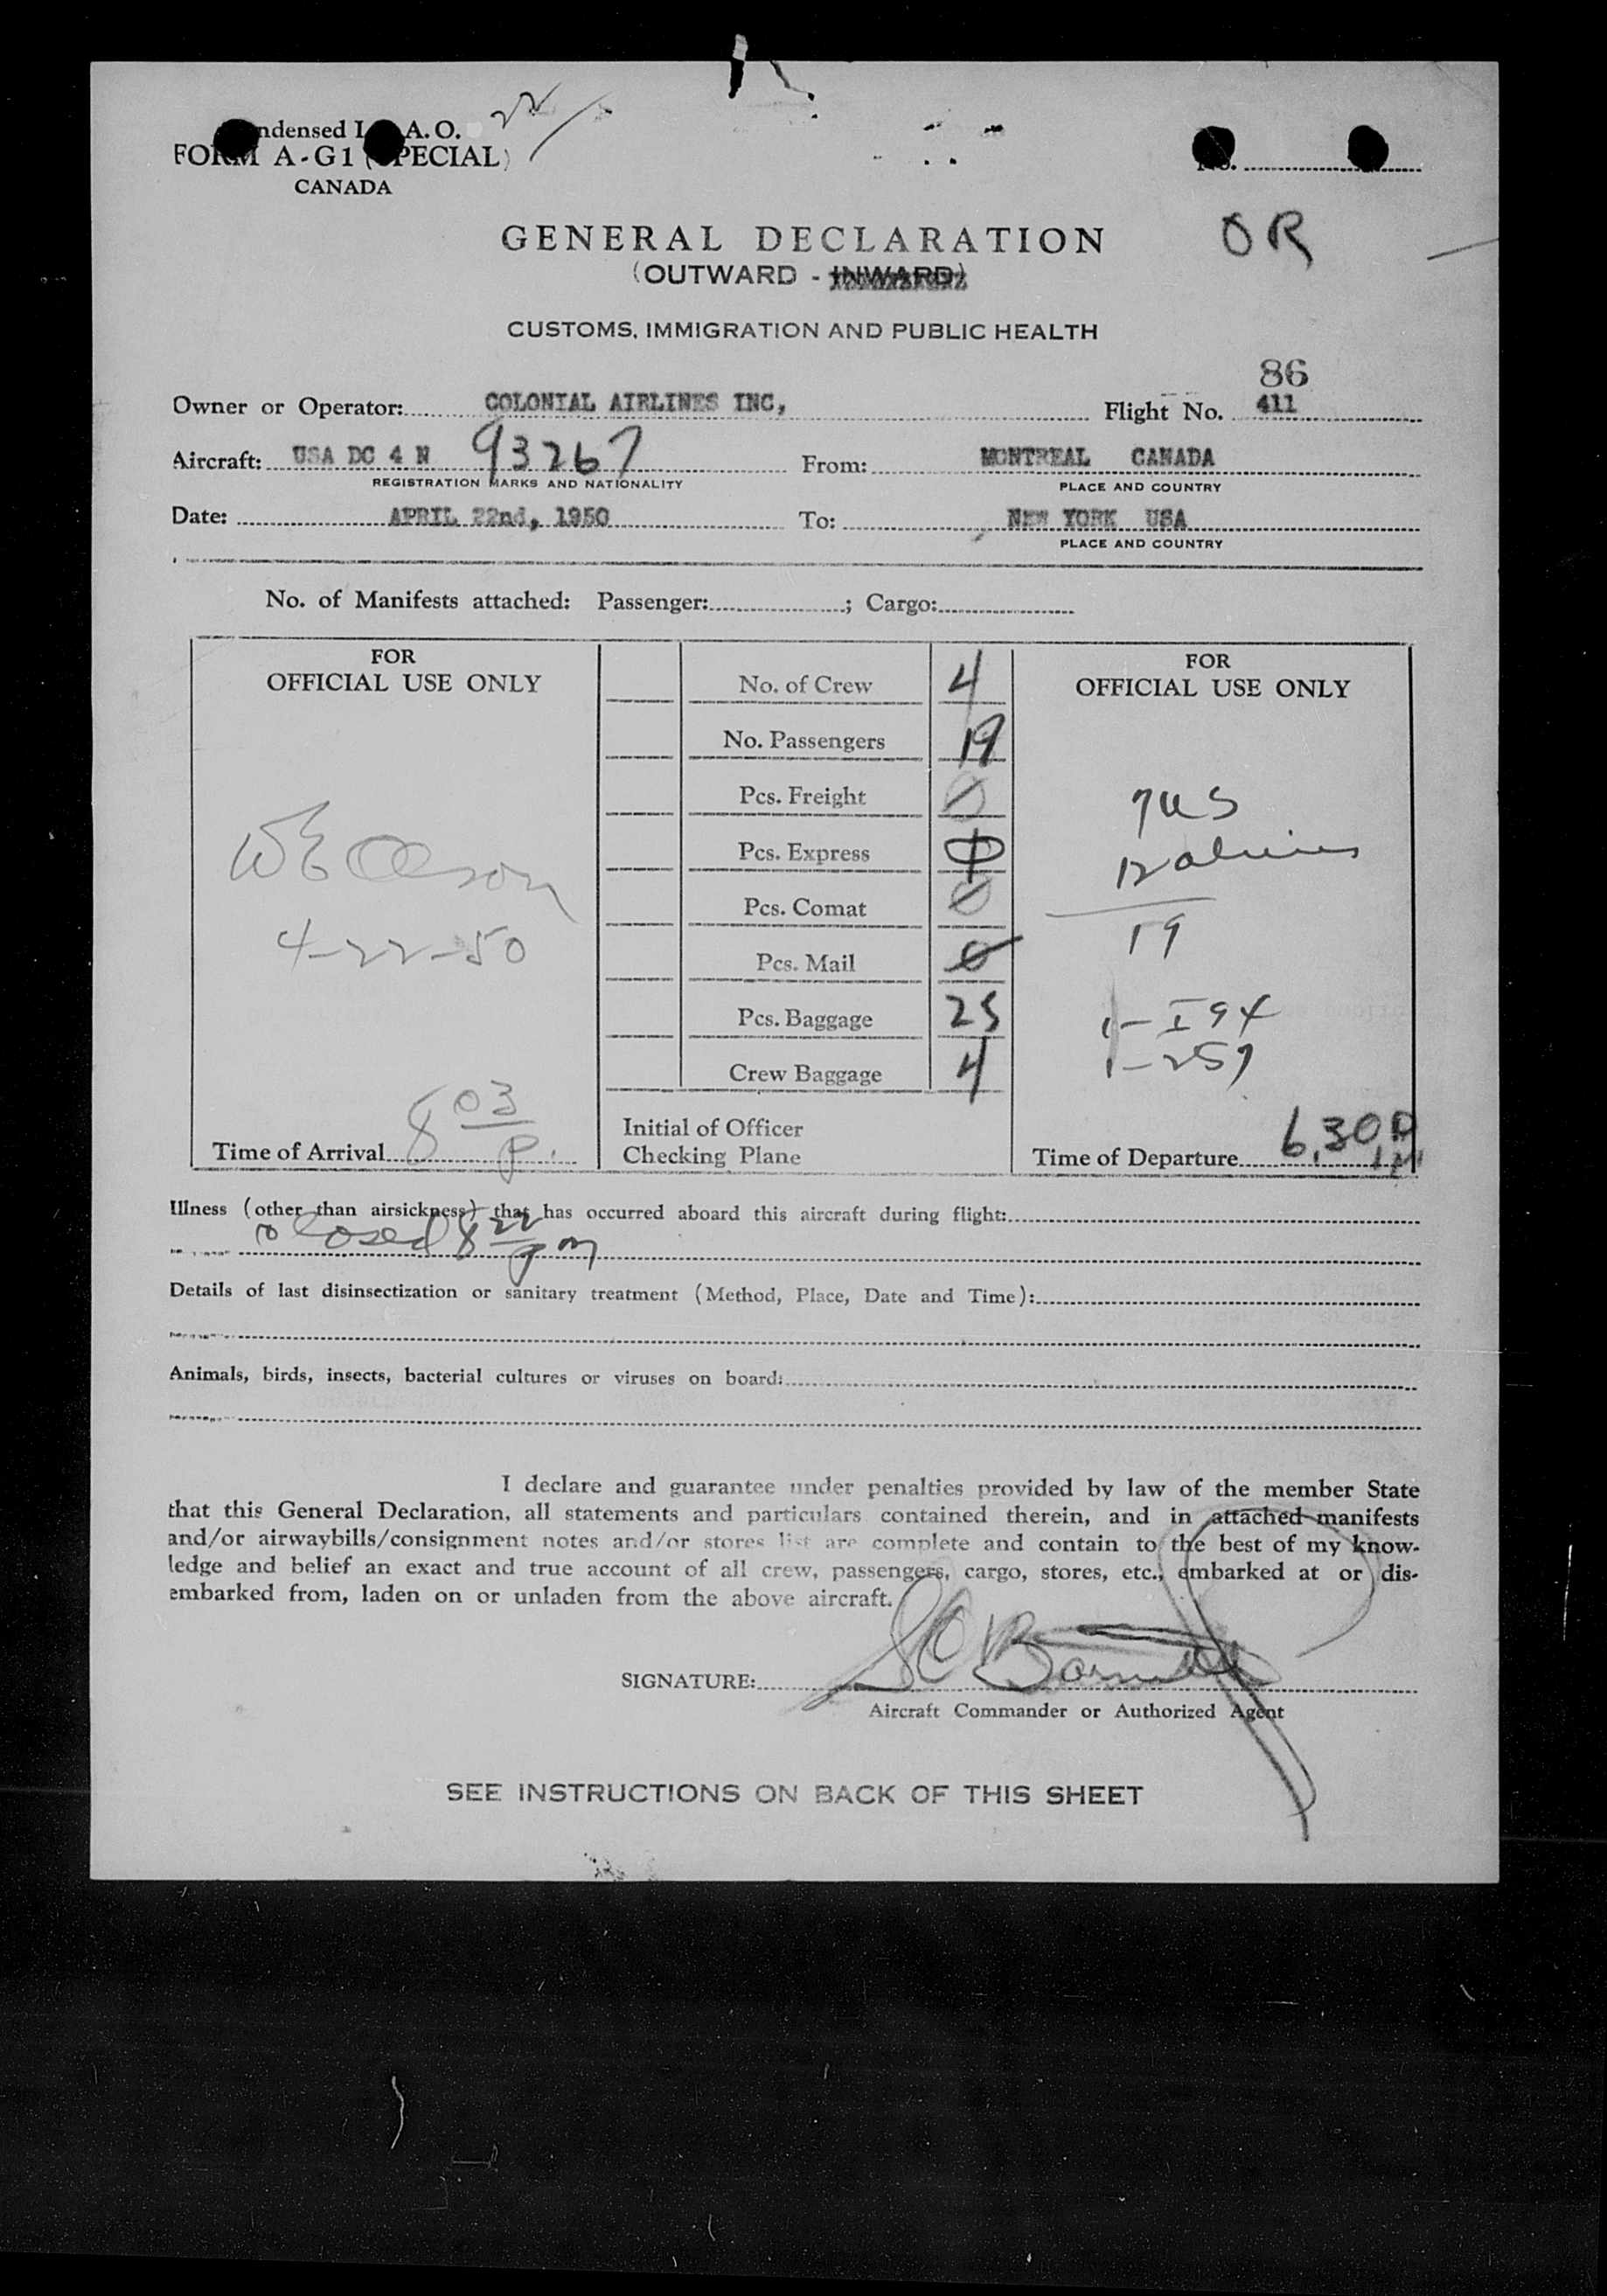 ndensed I A. O. 22
FORM A-G1 (SPECIAL)
CANADA
No.
OR
GENERAL DECLARATION
(OUTWARD - INWARD)
CUSTOMS, IMMIGRATION AND PUBLIC HEALTH
86
Owner or Operator: COLONIAL AIRLINES INC, Flight No. 411
Aircraft: USA DC 4 N 93267 From: MONTREAL CANADA
REGISTRATION MARKS AND NATIONALITY PLACE AND COUNTRY
Date: APRIL 22nd, 1950 To: NEW YORK USA
PLACE AND COUNTRY
No. of Manifests attached: Passenger: ; Cargo:
FOR
OFFICIAL USE ONLY
4-22-50
8 03 p.
Time of Arrival
No. of Crew 4
No. Passengers 19
Pcs. Freight 0
Pcs. Express 0
Pcs. Comat 0
Pcs. Mail 0
Pcs. Baggage 25
Crew Baggage 4
Initial of Officer
Checking Plane
FOR
OFFICIAL USE ONLY
7 US
12 aliens
19
1-I 94
1-257
Time of Departure 6,30 PM
Illness (other than airsickness) that has occurred aboard this aircraft during flight:
closed 8 22 pm
Details of last disinsectization or sanitary treatment (Method, Place, Date and Time):
Animals, birds, insects, bacterial cultures or viruses on board:
I declare and guarantee under penalties provided by law of the member State
that this General Declaration, all statements and particulars contained therein, and in attached manifests
and/or airwaybills/consignment notes and/or stores list are complete and contain to the best of my know-
ledge and belief an exact and true account of all crew, passengers, cargo, stores, etc., embarked at or dis-
embarked from, laden on or unladen from the above aircraft.
SIGNATURE:
Aircraft Commander or Authorized Agent
SEE INSTRUCTIONS ON BACK OF THIS SHEET